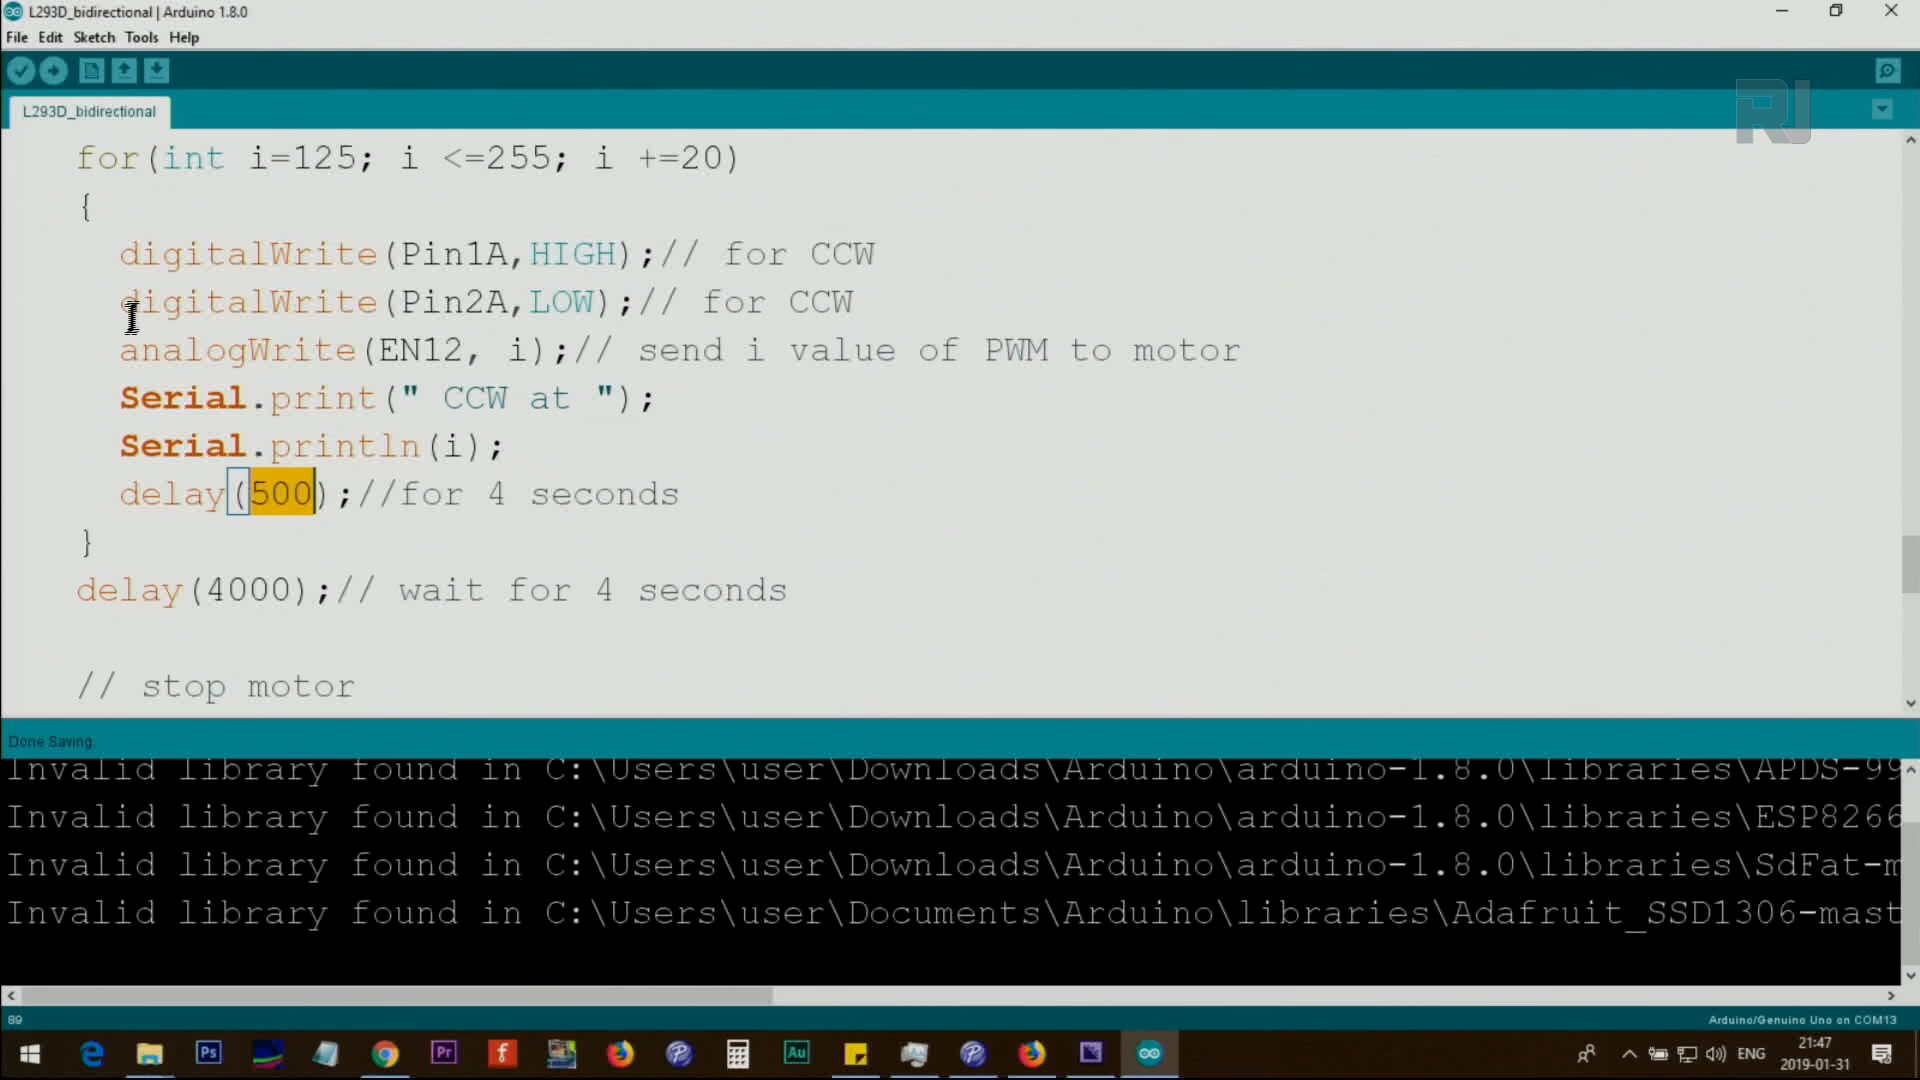 L293D_bidirectional | Arduino 1.8.0
File Edit Sketch Tools Help
RJ
L293D_bidirectional
for(int i=125; i <=255; i +=20)
{
digitalWrite(Pin1A,HIGH);// for CCW
digitalWrite(Pin2A,LOW);// for CCW
analogWrite(EN12, i);// send i value of PWM to motor
Serial.print(" CCW at ");
Serial.println(i);
delay(500);//for 4 seconds
}
delay(4000);// wait for 4 seconds
// stop motor
Done Saving.
Invalid library found in C:\Users\user\Downloads\Arduino\arduino-1.8.0\libraries\APDS-99
Invalid library found in C:\Users\user\Downloads\Arduino\arduino-1.8.0\libraries\ESP8266
Invalid library found in C:\Users\user\Downloads\Arduino\arduino-1.8.0\libraries\SdFat-m
Invalid library found in C:\Users\user\Documents\Arduino\libraries\Adafruit_SSD1306-mast
89
Arduino/Genuino Uno on COM13
Ps Pr f Au ENG
21:47
2019-01-31